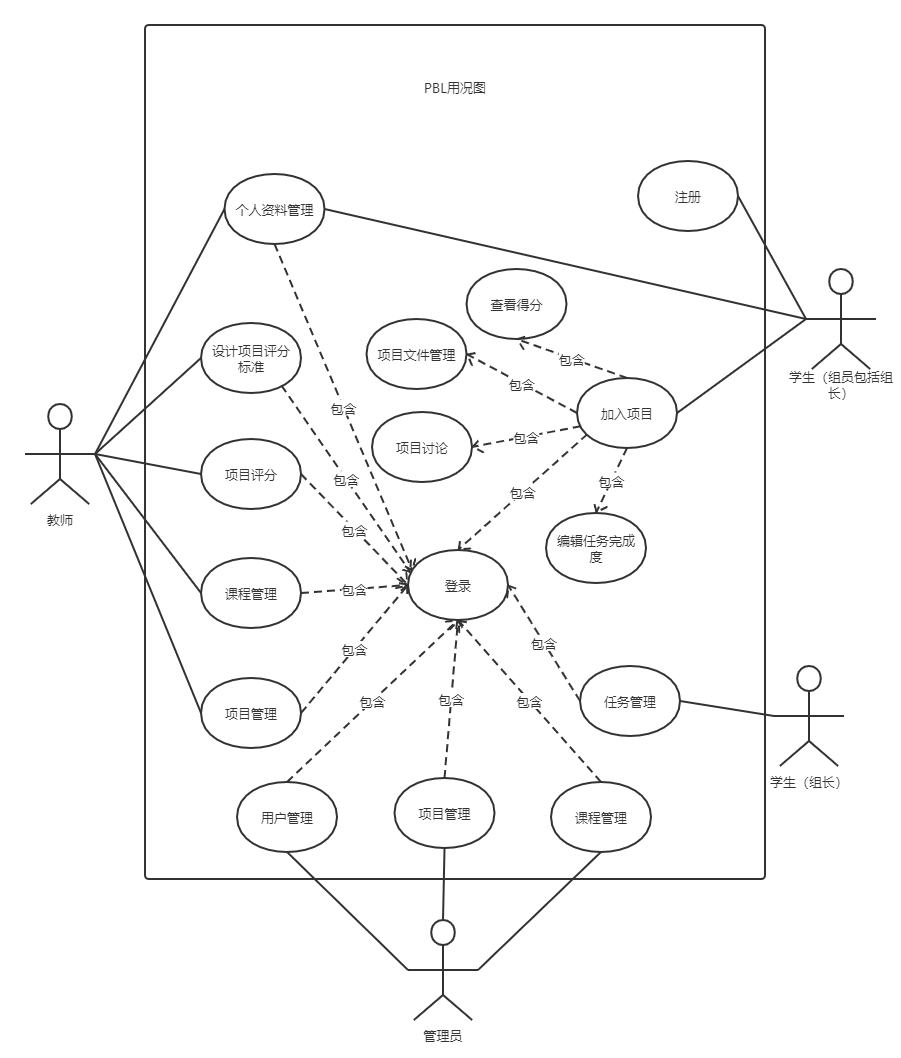 PBL用况图
个人资料管理
注册
查看得分
设计项目评分
标准
项目文件管理
包含
包含
学生（组员包括组
长）
包含
加入项目
项目讨论
包含
项目评分
包含
包含
包含
教师
包含
编辑任务完成
度
登录
课程管理
包含
包含
包含
项目管理
包含
包含
包含
任务管理
学生（组长）
用户管理
项目管理
课程管理
管理员